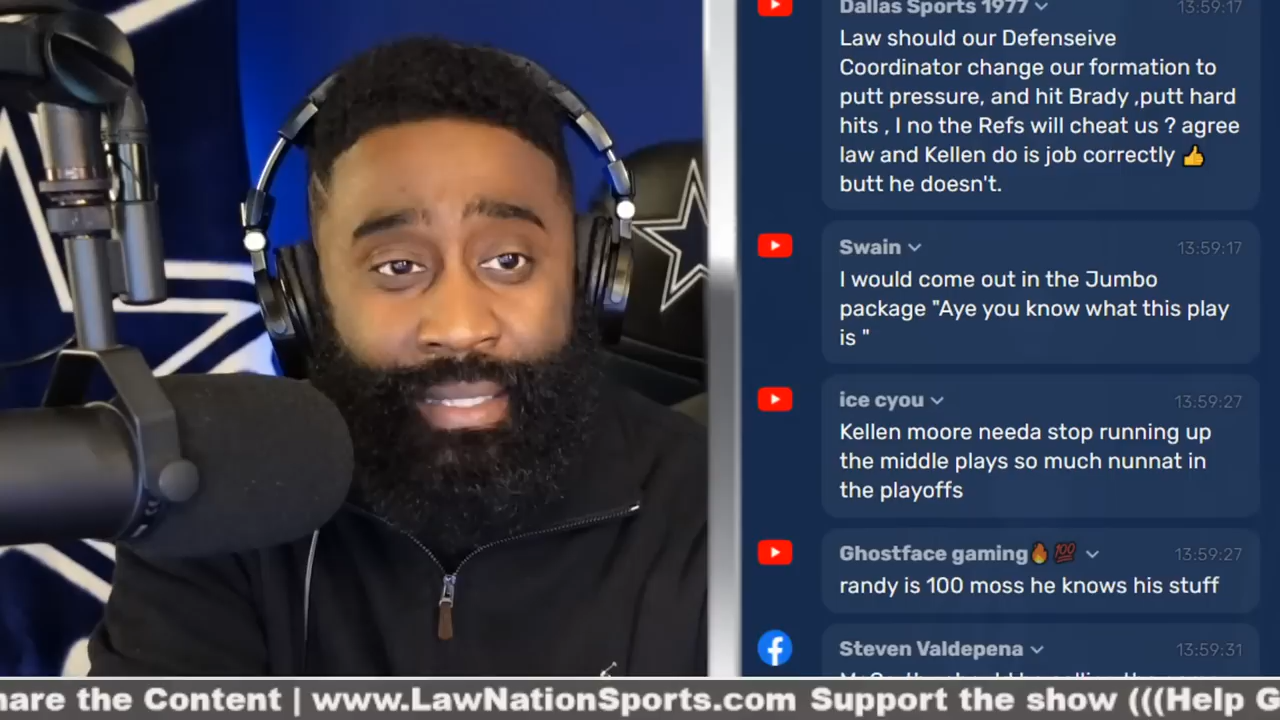 Dallas Sports 1977
13:59:17
Law should our Defenseive
Coordinator change our formation to
putt pressure, and hit Brady ,putt hard
hits , I no the Refs will cheat us ? agree
law and Kellen do is job correctly 👍
butt he doesn't.
Swain
13:59:17
I would come out in the Jumbo
package "Aye you know what this play
is "
ice cyou
13:59:27
Kellen moore needa stop running up
the middle plays so much nunnat in
the playoffs
Ghostface gaming🔥 💯
13:59:27
randy is 100 moss he knows his stuff
Steven Valdepena
13:59:31
hare the Content | www.LawNationSports.com Support the show (((Help G